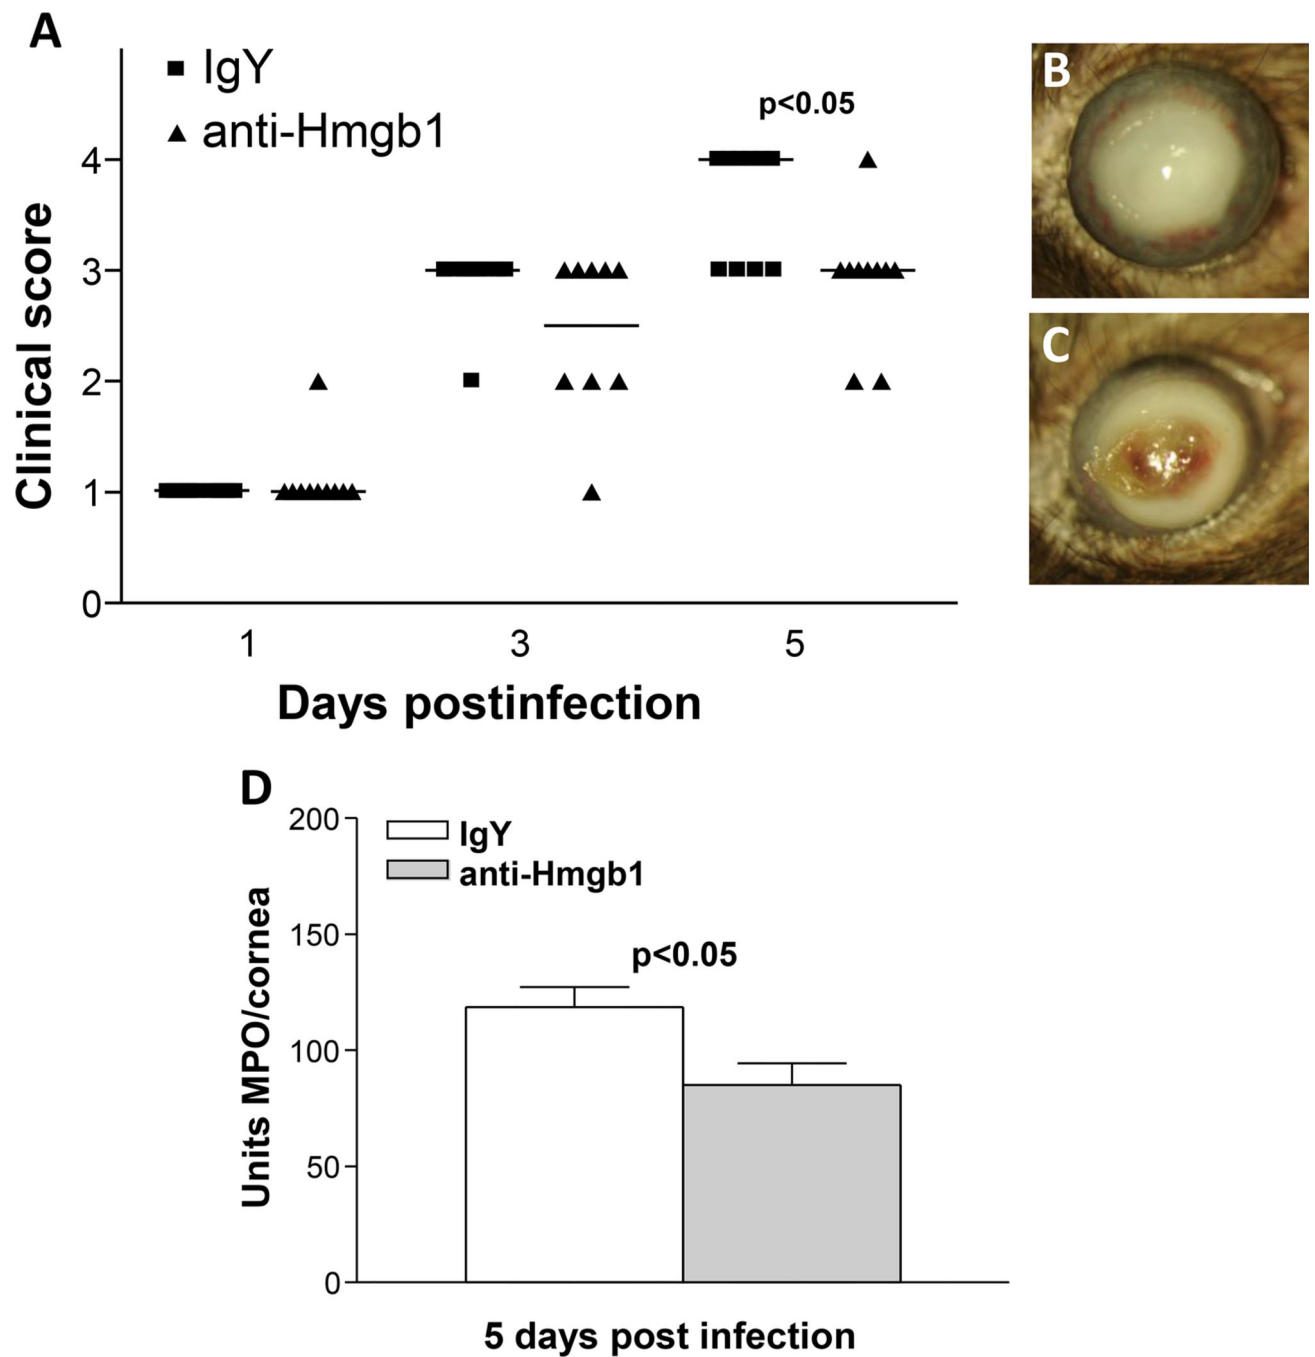 A
IgY
anti-Hmgb1
p<0.05
4
3
2
1
0
Clinical score
1 3 5
Days postinfection
B
C
D
200
150
100
50
0
IgY
anti-Hmgb1
p<0.05
Units MPO/cornea
5 days post infection